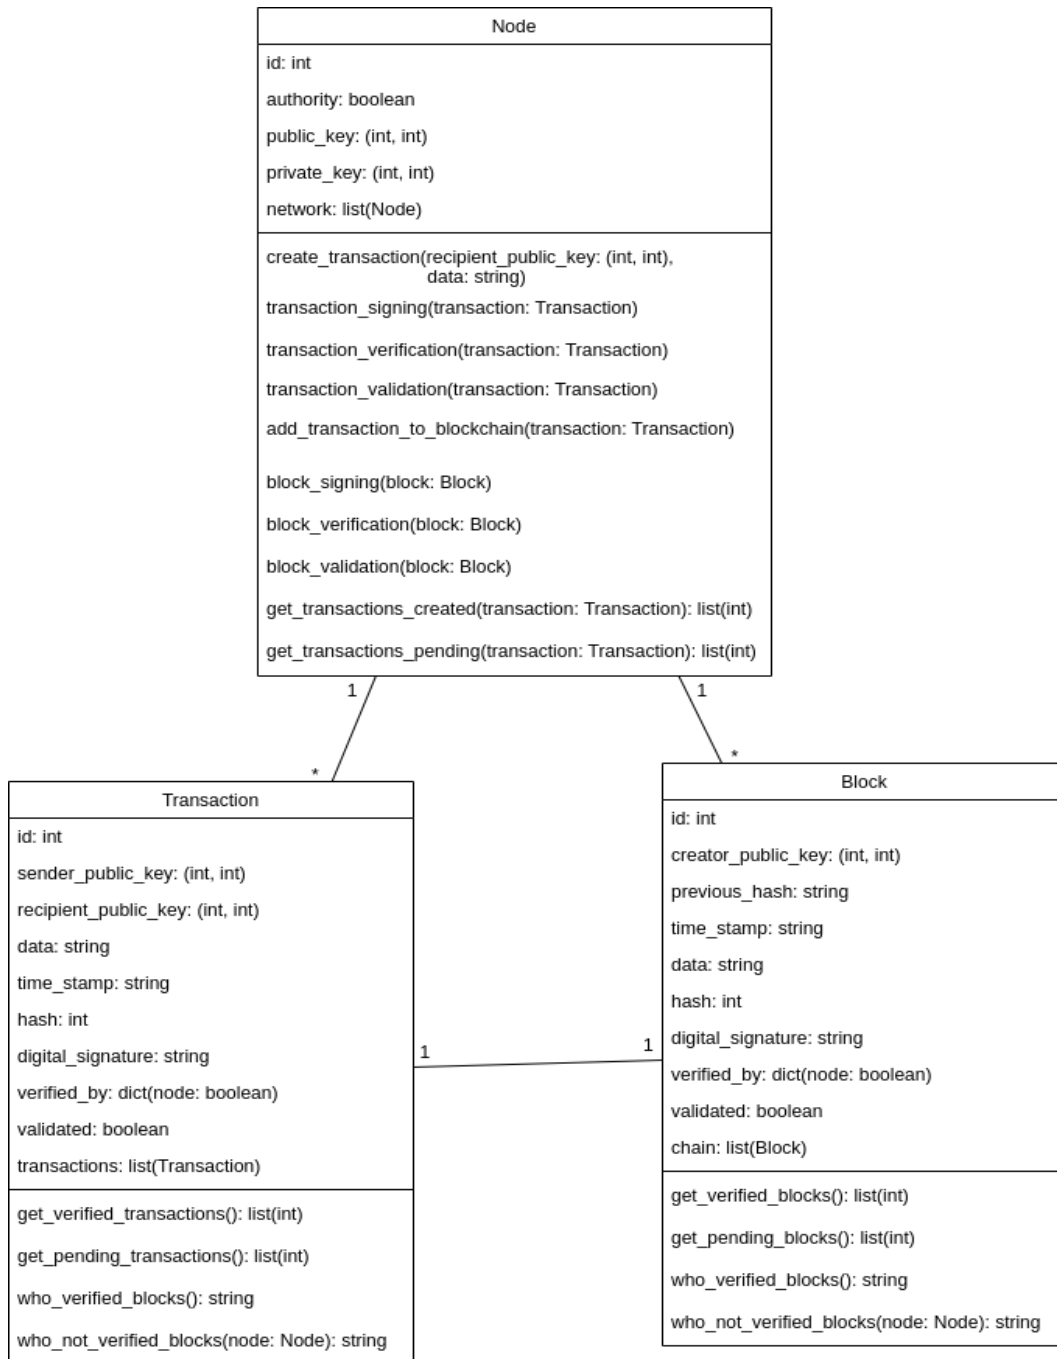 Node
id: int
authority: boolean
public_key: (int, int)
private_key: (int, int)
network: list(Node)
create_transaction(recipient_public_key: (int, int),
data: string)
transaction_signing(transaction: Transaction)
transaction_verification(transaction: Transaction)
transaction_validation(transaction: Transaction)
add_transaction_to_blockchain(transaction: Transaction)
block_signing(block: Block)
block_verification(block: Block)
block_validation(block: Block)
get_transactions_created(transaction: Transaction): list(int)
get_transactions_pending(transaction: Transaction): list(int)
1
1
*
*
Transaction
id: int
sender_public_key: (int, int)
recipient_public_key: (int, int)
data: string
time_stamp: string
hash: int
digital_signature: string
verified_by: dict(node: boolean)
validated: boolean
transactions: list(Transaction)
get_verified_transactions(): list(int)
get_pending_transactions(): list(int)
who_verified_blocks(): string
who_not_verified_blocks(node: Node): string
1
1
Block
id: int
creator_public_key: (int, int)
previous_hash: string
time_stamp: string
data: string
hash: int
digital_signature: string
verified_by: dict(node: boolean)
validated: boolean
chain: list(Block)
get_verified_blocks(): list(int)
get_pending_blocks(): list(int)
who_verified_blocks(): string
who_not_verified_blocks(node: Node): string